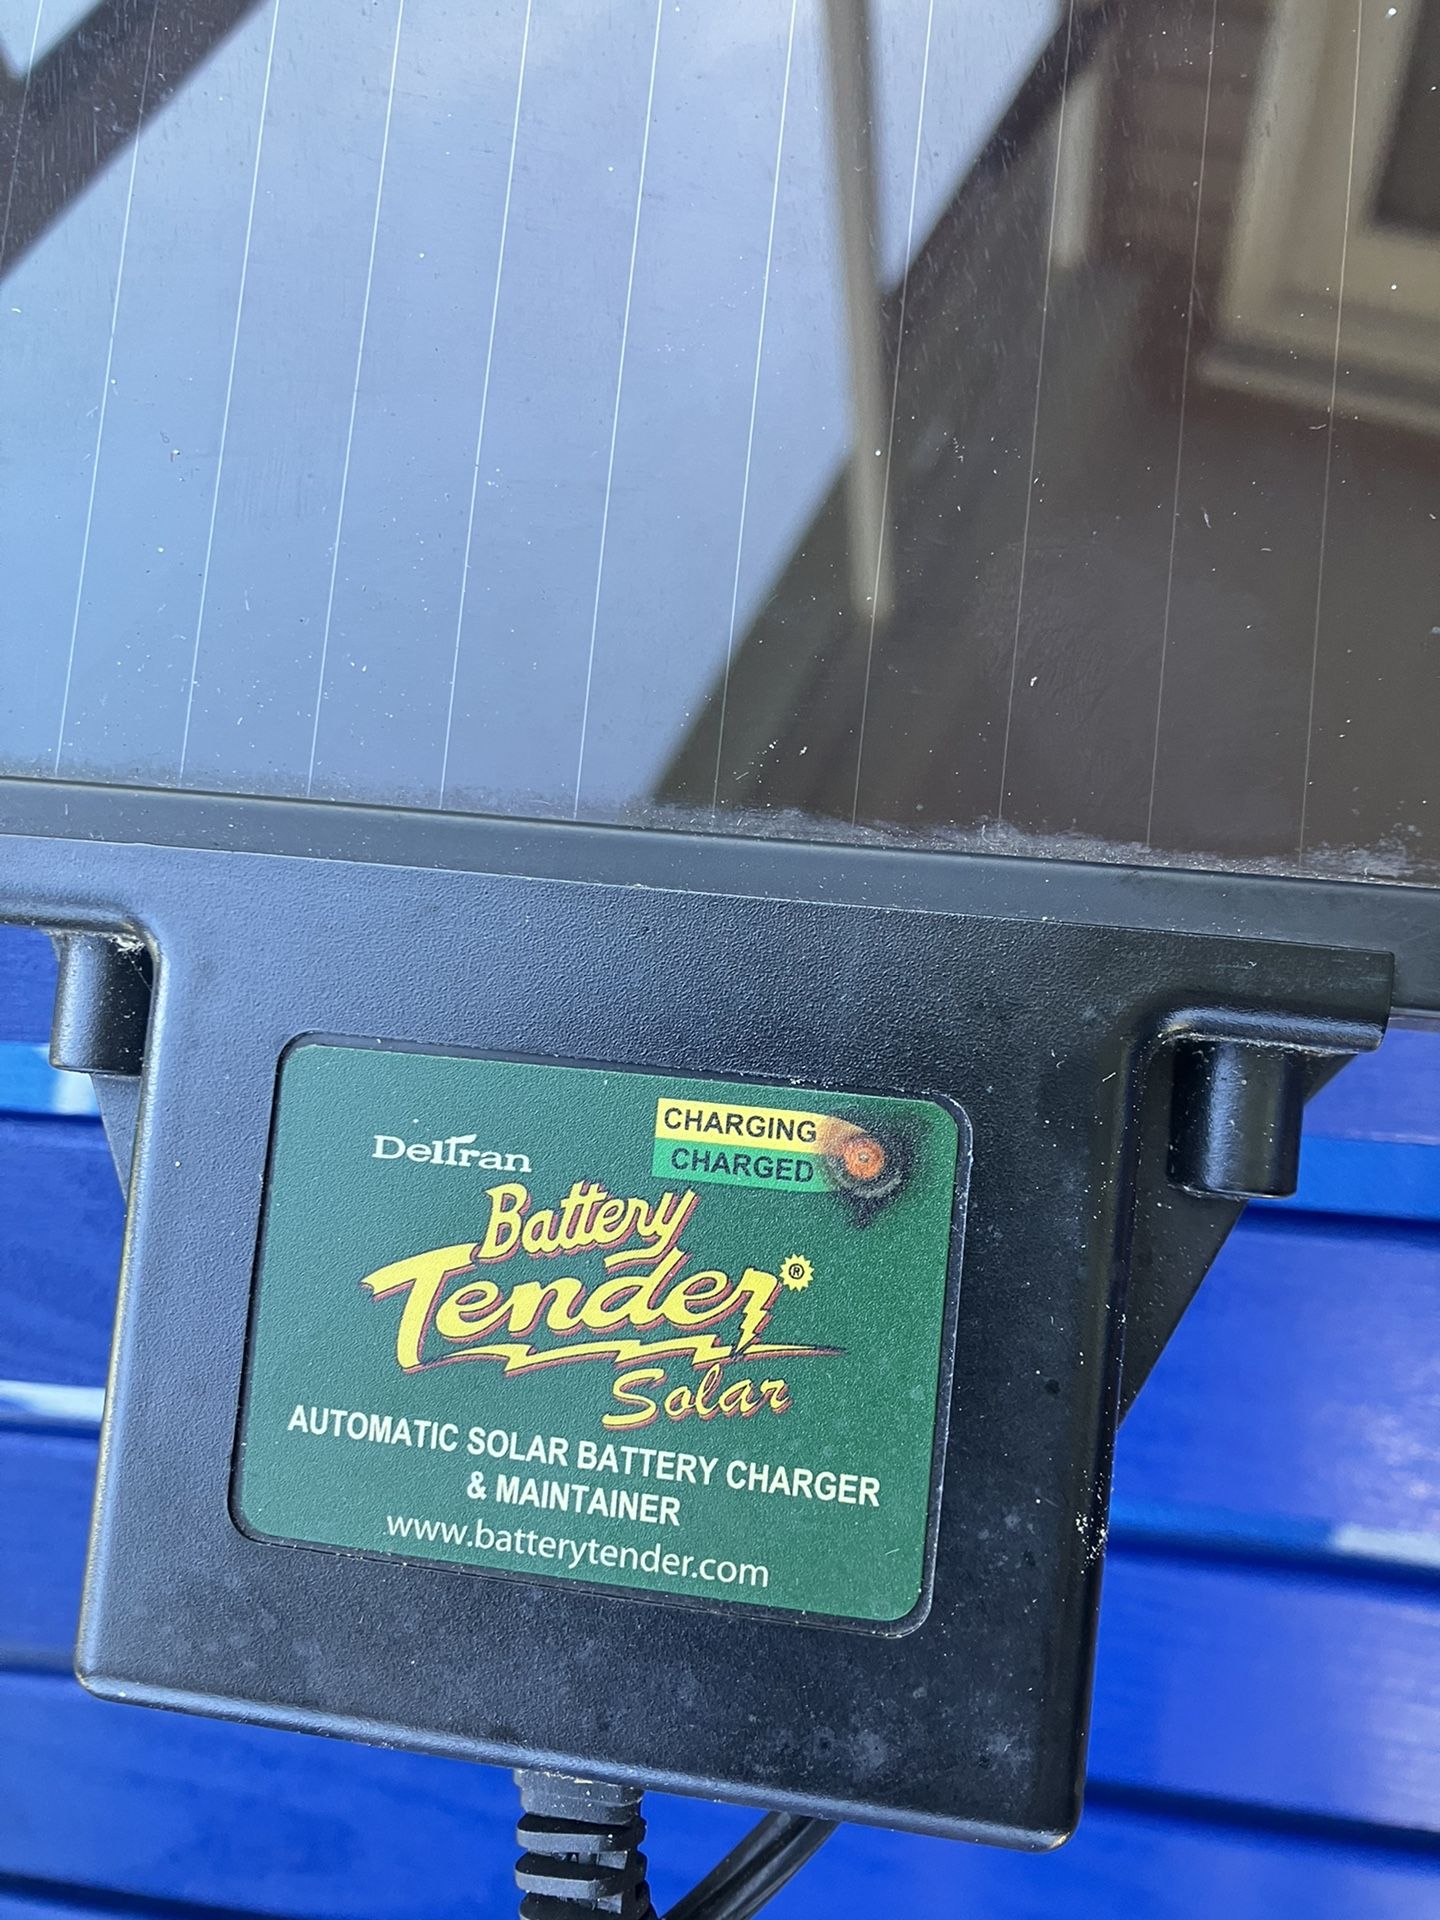 CHARGING
CHARGED
Deltran
Battery
Tender®
Solar
AUTOMATIC SOLAR BATTERY CHARGER
& MAINTAINER
www.batterytender.com